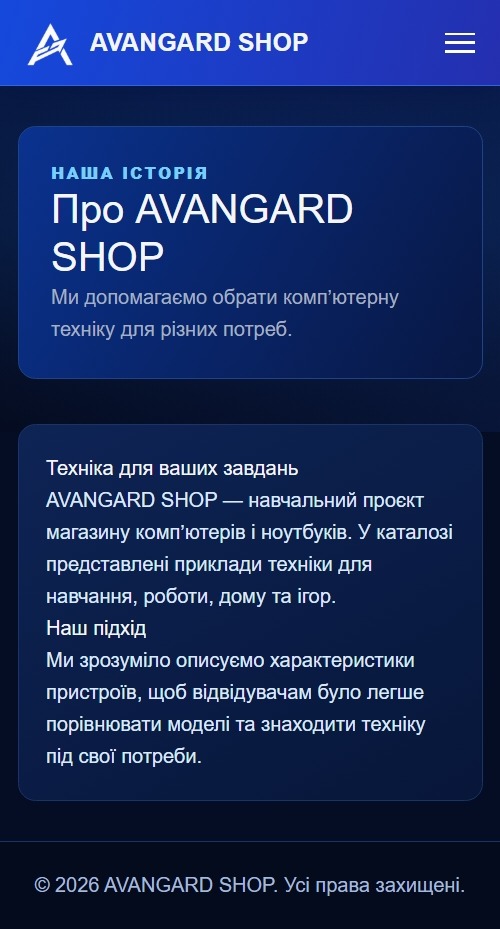 AVANGARD SHOP
НАША ІСТОРІЯ
Про AVANGARD
SHOP
Ми допомагаємо обрати комп’ютерну
техніку для різних потреб.
Техніка для ваших завдань
AVANGARD SHOP — навчальний проєкт
магазину комп’ютерів і ноутбуків. У каталозі
представлені приклади техніки для
навчання, роботи, дому та ігор.
Наш підхід
Ми зрозуміло описуємо характеристики
пристроїв, щоб відвідувачам було легше
порівнювати моделі та знаходити техніку
під свої потреби.
© 2026 AVANGARD SHOP. Усі права захищені.